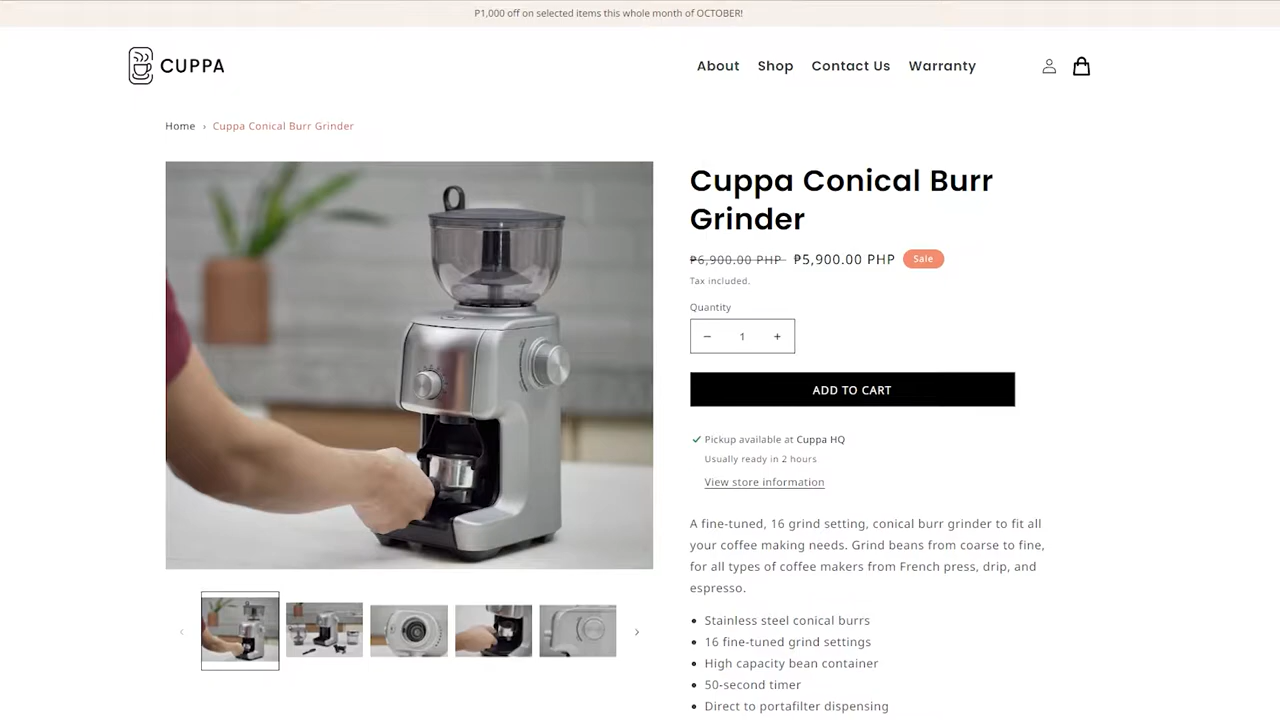 ₱1,000 off on selected items this whole month of OCTOBER!
CUPPA
About Shop Contact Us Warranty
Home › Cuppa Conical Burr Grinder
Cuppa Conical Burr
Grinder
₱6,900.00 PHP ₱5,900.00 PHP Sale
Tax included.
Quantity
− 1 +
ADD TO CART
Pickup available at Cuppa HQ
Usually ready in 2 hours
View store information
A fine-tuned, 16 grind setting, conical burr grinder to fit all
your coffee making needs. Grind beans from coarse to fine,
for all types of coffee makers from French press, drip, and
espresso.
• Stainless steel conical burrs
• 16 fine-tuned grind settings
• High capacity bean container
• 50-second timer
• Direct to portafilter dispensing